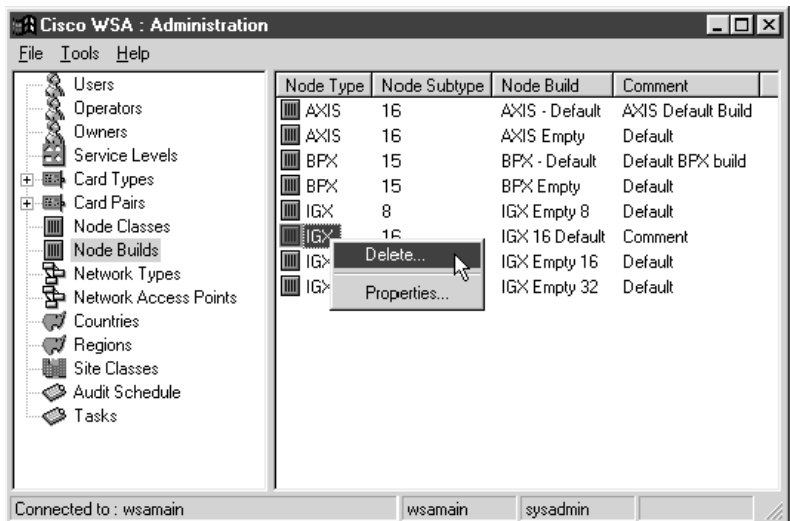 Cisco WSA : Administration
File Tools Help
Users
Operators
Owners
Service Levels
Card Types
Card Pairs
Node Classes
Node Builds
Network Types
Network Access Points
Countries
Regions
Site Classes
Audit Schedule
Tasks
Node Type Node Subtype Node Build Comment
AXIS 16 AXIS - Default AXIS Default Build
AXIS 16 AXIS Empty Default
BPX 15 BPX - Default Default BPX build
BPX 15 BPX Empty Default
IGX 8 IGX Empty 8 Default
IGX 16 IGX 16 Default Comment
IGX IGX Empty 16 Default
IGX IGX Empty 32 Default
Delete...
Properties...
Connected to : wsamain wsamain sysadmin